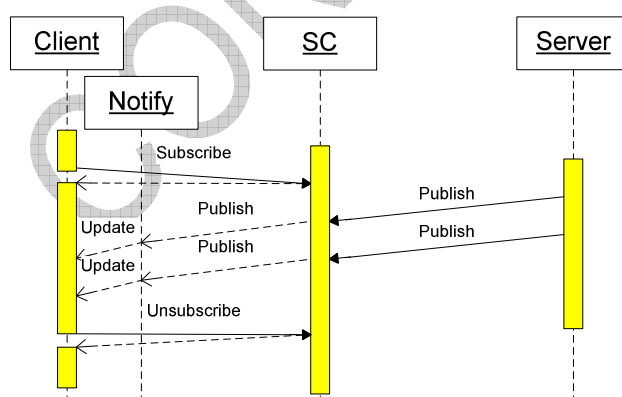 Client
SC
Server
Notify
Subscribe
Publish
Publish
Update
Publish
Publish
Update
Unsubscribe